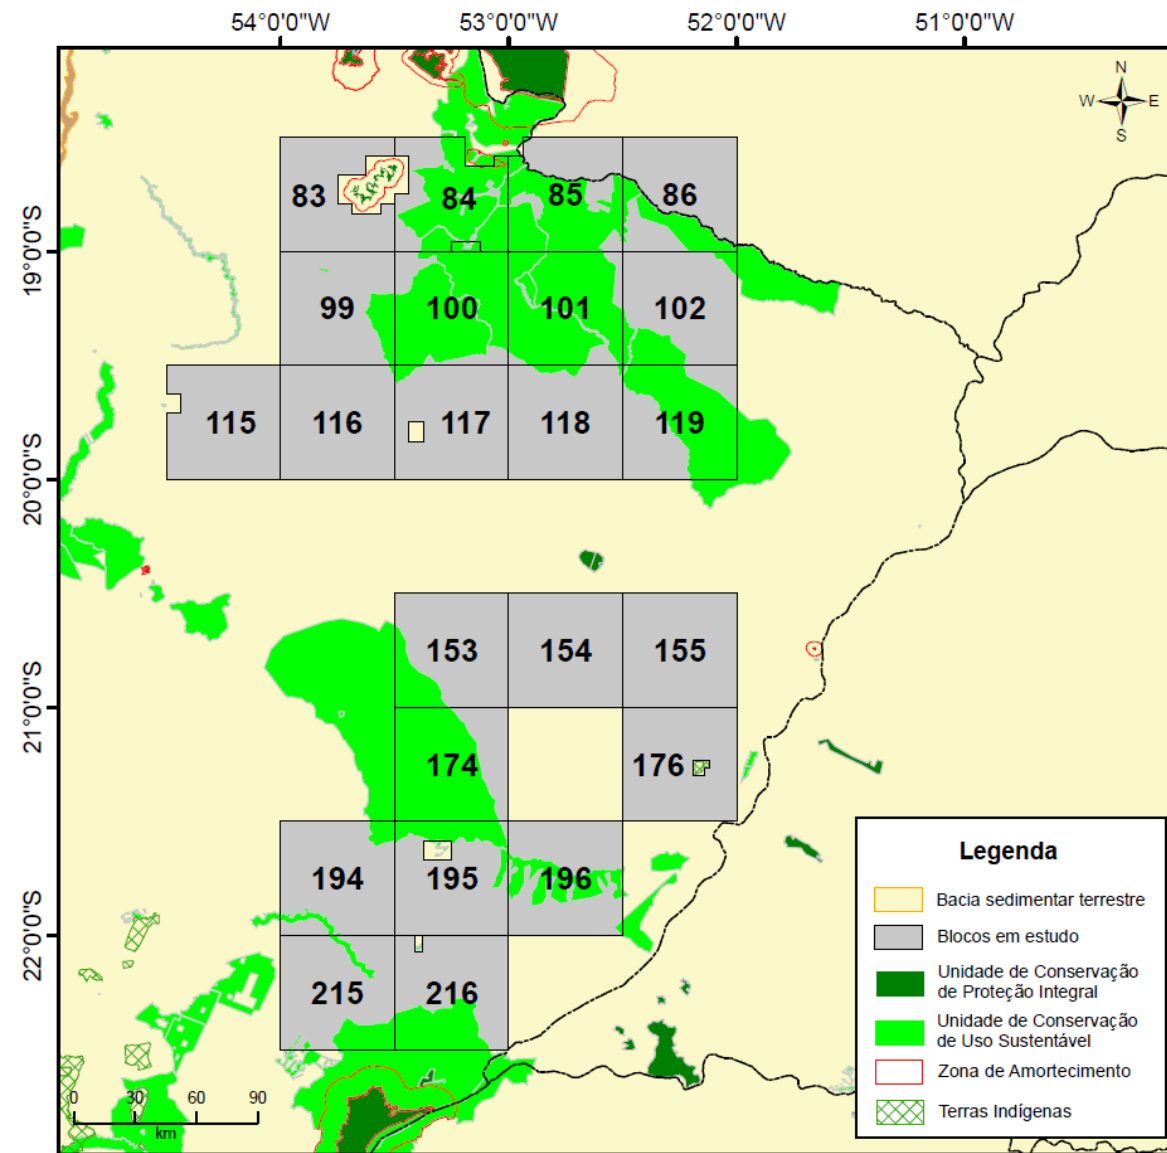 54°0'0"W 53°0'0"W 52°0'0"W 51°0'0"W
N
W E
S
83 84 85 86
19°0'0"S
99 100 101 102
115 116 117 118 119
20°0'0"S
153 154 155
21°0'0"S
174 176
194 195 196
22°0'0"S
215 216
0 30 60 90
km
Legenda
Bacia sedimentar terrestre
Blocos em estudo
Unidade de Conservação
de Proteção Integral
Unidade de Conservação
de Uso Sustentável
Zona de Amortecimento
Terras Indígenas